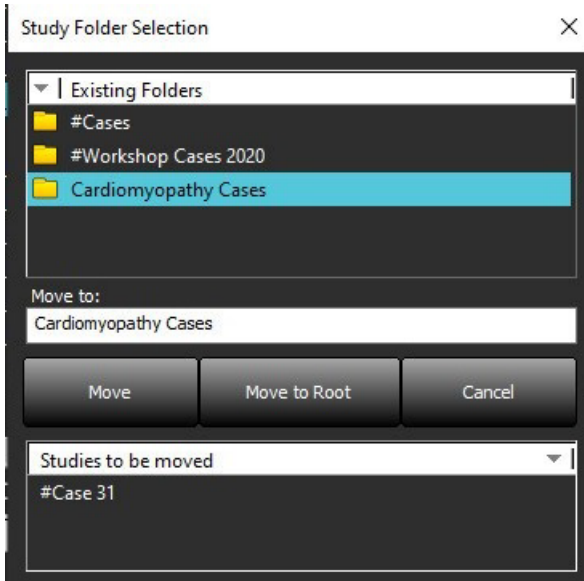 Study Folder Selection
Existing Folders
#Cases
#Workshop Cases 2020
Cardiomyopathy Cases
Move to:
Cardiomyopathy Cases
Move
Move to Root
Cancel
Studies to be moved
#Case 31